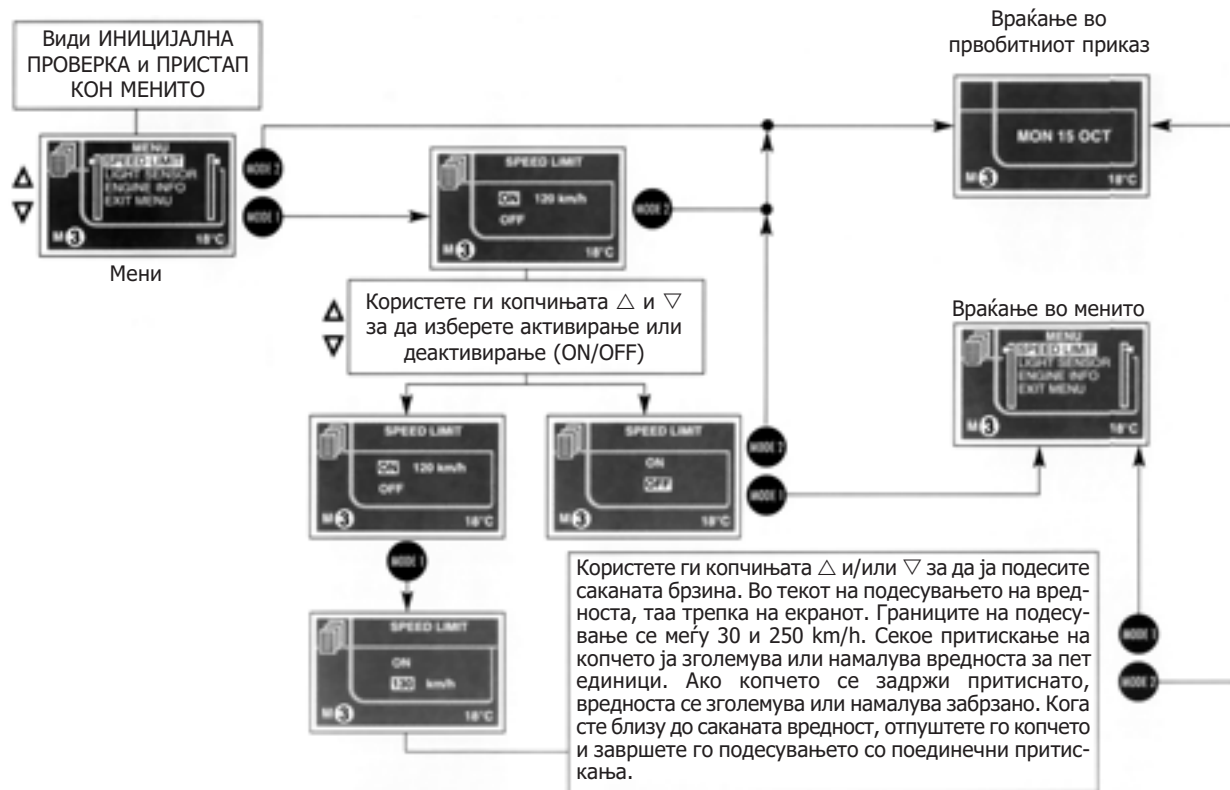 Види ИНИЦИЈАЛНА
ПРОВЕРКА и ПРИСТАП
КОН МЕНИТО
Враќање во
првобитниот приказ
MENU
SPEED LIMIT
LIGHT SENSOR
ENGINE INFO
EXIT MENU
M 3
18°C
Мени
MODE 2
MODE 1
SPEED LIMIT
ON 120 km/h
OFF
M 3
18°C
MODE 2
MON 15 OCT
M 3
18°C
Користете ги копчињата △ и ▽
за да изберете активирање или
деактивирање (ON/OFF)
Враќање во менито
MENU
SPEED LIMIT
LIGHT SENSOR
ENGINE INFO
EXIT MENU
M 3
18°C
SPEED LIMIT
ON 120 km/h
OFF
M 3
18°C
SPEED LIMIT
ON
OFF
M 3
18°C
MODE 2
MODE 1
MODE 1
SPEED LIMIT
ON
130 km/h
M 3
18°C
Користете ги копчињата △ и/или ▽ за да ја подесите
саканата брзина. Во текот на подесувањето на вред-
носта, таа трепка на екранот. Границите на подесу-
вање се меѓу 30 и 250 km/h. Секое притискање на
копчето ја зголемува или намалува вредноста за пет
единици. Ако копчето се задржи притиснато,
вредноста се зголемува или намалува забрзано. Кога
сте близу до саканата вредност, отпуштете го копчето
и завршете го подесувањето со поединечни притис-
кања.
MODE 1
MODE 2